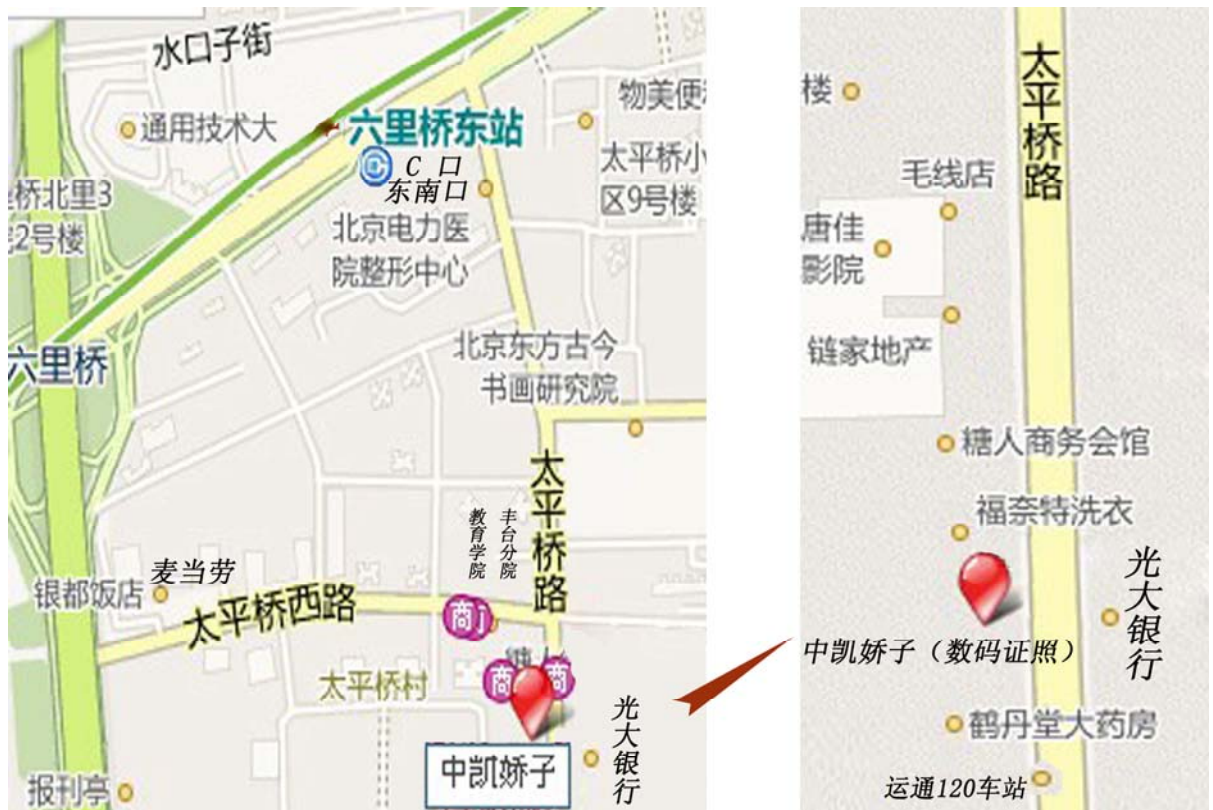 水口子街
通用技术大
六里桥东站
C 口
东南口
物美便
太平桥小
区9号楼
桥北里3
2号楼
北京电力医
院整形中心
六里桥
北京东方古今
书画研究院
太平桥路
丰台分院
教育学院
麦当劳
银都饭店
太平桥西路
商
太平桥村
商
商
光大银行
中凯娇子
报刊亭
楼
太平桥路
毛线店
唐佳
影院
链家地产
糖人商务会馆
福奈特洗衣
光大银行
中凯娇子（数码证照）
鹤丹堂大药房
运通120车站